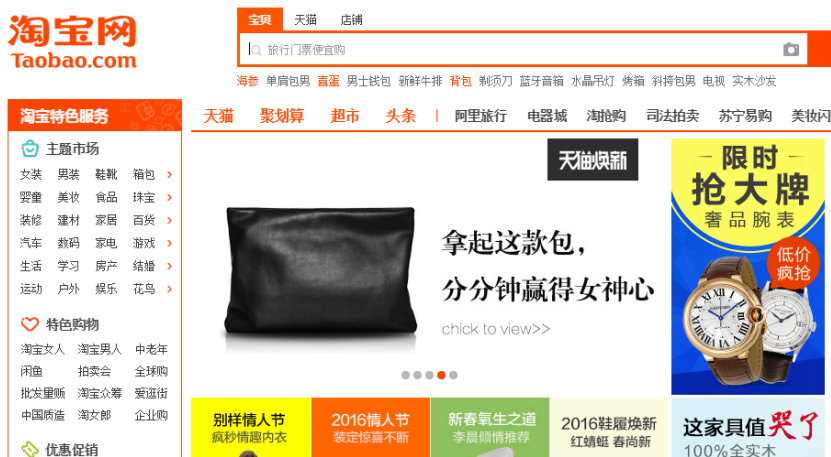 淘宝网
Taobao.com
宝贝 天猫 店铺
旅行门票便宜购
海参 单肩包男 喜蛋 男士钱包 新鲜牛排 背包 剃须刀 蓝牙音箱 水晶吊灯 烤箱 斜挎包男 电视 实木沙发
淘宝特色服务
天猫 聚划算 超市 头条 | 阿里旅行 电器城 淘抢购 司法拍卖 苏宁易购 美妆闪
主题市场
女装 男装 鞋靴 箱包 >
婴童 美妆 食品 珠宝 >
装修 建材 家居 百货 >
汽车 数码 家电 游戏 >
生活 学习 房产 结婚 >
运动 户外 娱乐 花鸟 >
特色购物
淘宝女人 淘宝男人 中老年
闲鱼 拍卖会 全球购
批发量贩 淘宝众筹 爱逛街
中国质造 淘女郎 企业购
优惠促销
天猫焕新
拿起这款包，
分分钟赢得女神心
chick to view>>
限时
抢大牌
奢品腕表
低价
疯抢
别样情人节
疯秒情趣内衣
2016情人节
装定惊喜不断
新春氧生之道
李晨倾情推荐
2016鞋履焕新
红蜻蜓 春尚新
这家具值哭了
100%全实木